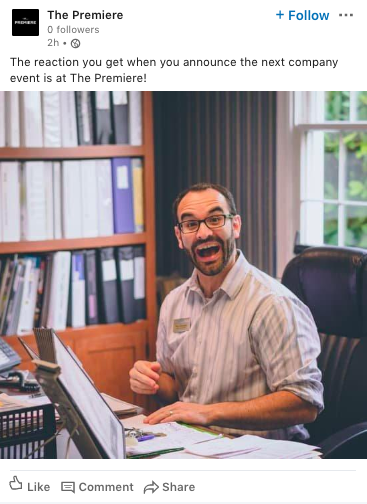 PREMIERE
The Premiere
+ Follow
0 followers
2h •
The reaction you get when you announce the next company
event is at The Premiere!
Like
Comment
Share